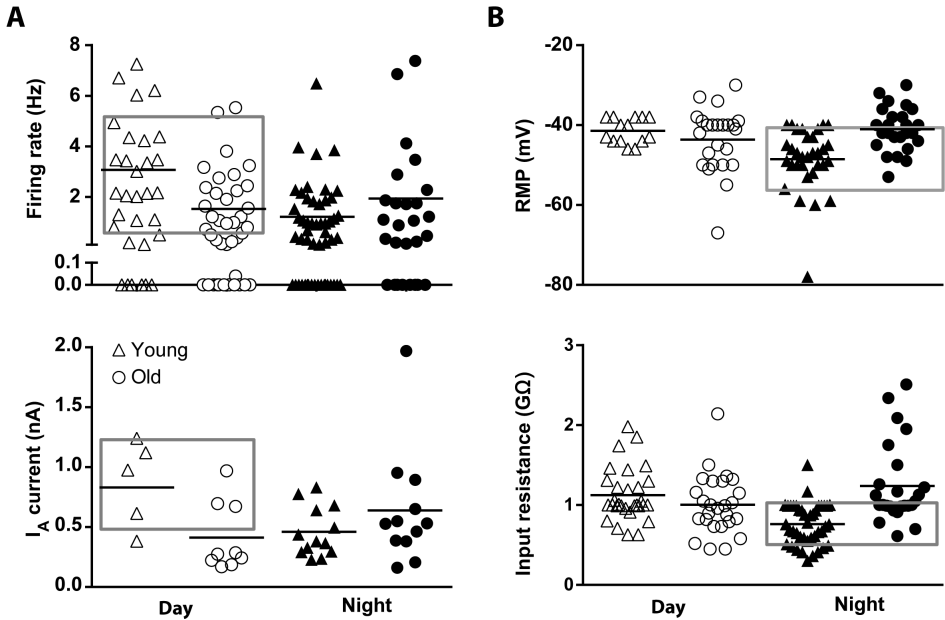 A
B
Firing rate (Hz)
8
6
4
2
0.1
0.0
RMP (mV)
-20
-40
-60
-80
I_A current (nA)
2.0
1.5
1.0
0.5
0.0
Young
Old
Day
Night
Input resistance (GΩ)
3
2
1
0
Day
Night